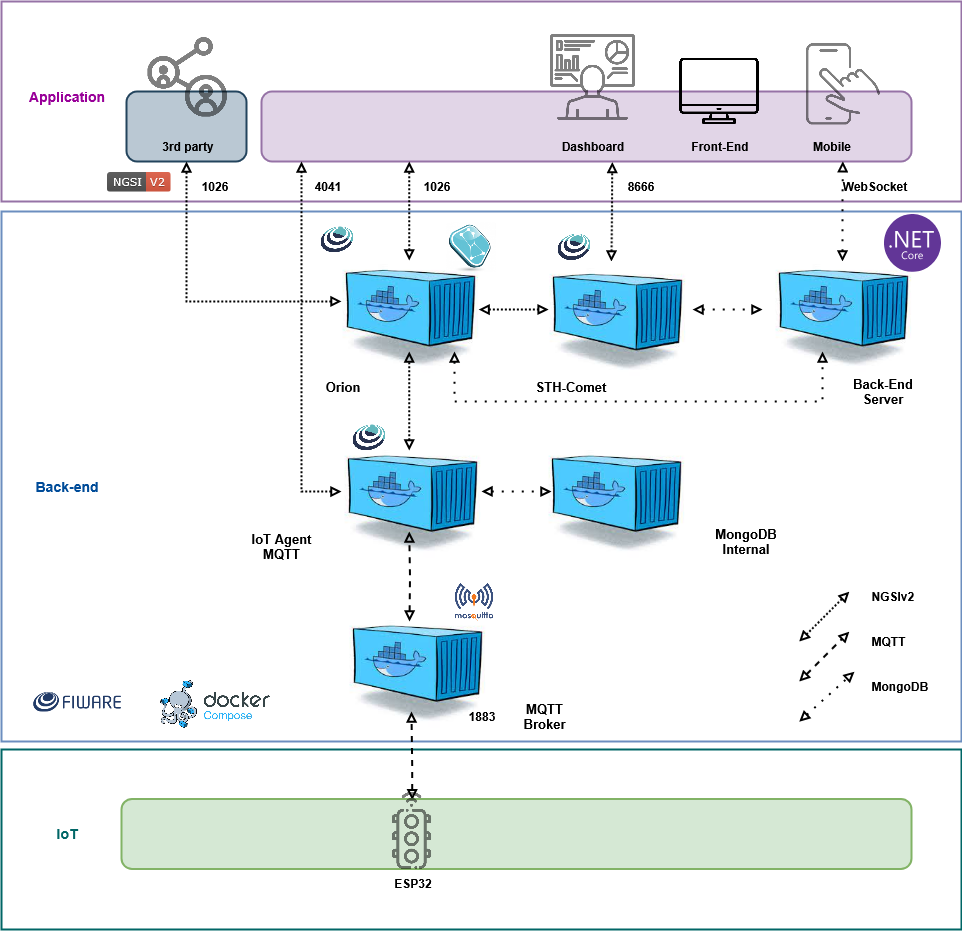 Application
3rd party
Dashboard
Front-End
Mobile
NGSI V2
1026
4041
1026
8666
WebSocket
.NET
Core
Orion
STH-Comet
Back-End
Server
Back-end
IoT Agent
MQTT
MongoDB
Internal
mosquitto
NGSIv2
MQTT
MongoDB
FIWARE
docker
Compose
1883
MQTT
Broker
IoT
ESP32